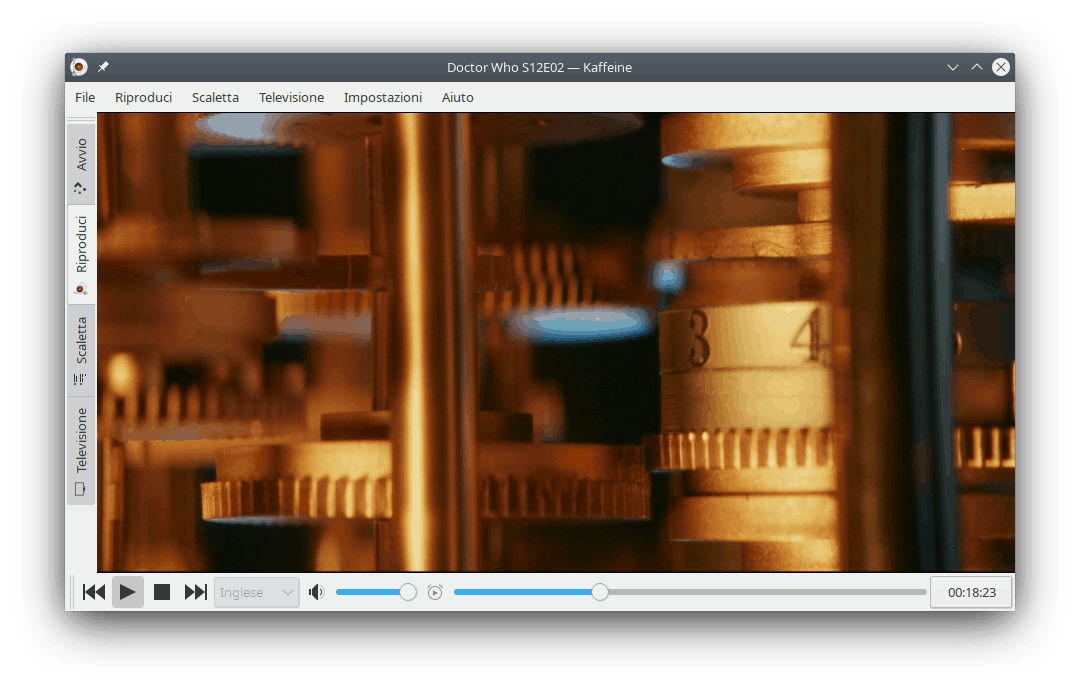 Doctor Who S12E02 — Kaffeine
File Riproduci Scaletta Televisione Impostazioni Aiuto
Avvio
Riproduci
Scaletta
Televisione
3 4
Inglese
00:18:23